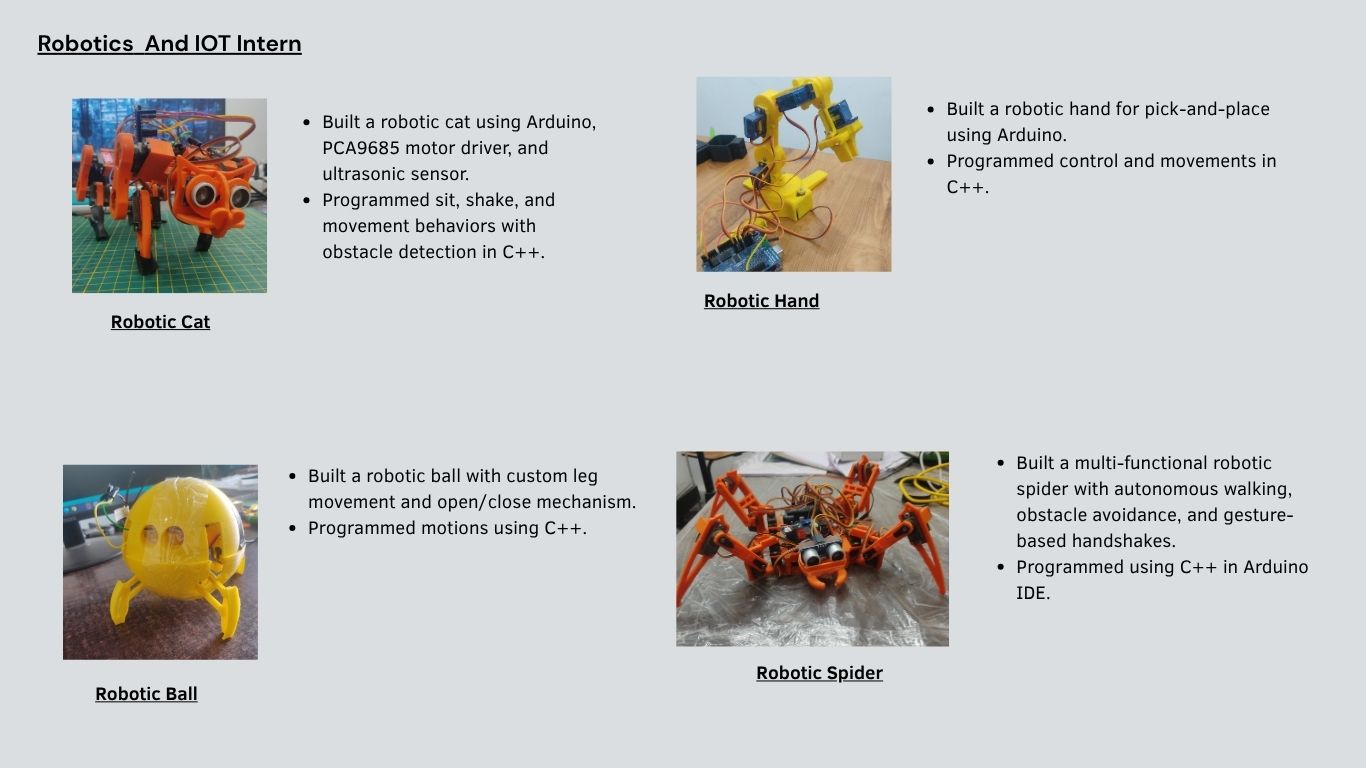 Robotics  And IOT Intern
• Built a robotic cat using Arduino,
PCA9685 motor driver, and
ultrasonic sensor.
• Programmed sit, shake, and
movement behaviors with
obstacle detection in C++.
Robotic Cat
• Built a robotic hand for pick-and-place
using Arduino.
• Programmed control and movements in
C++.
Robotic Hand
• Built a robotic ball with custom leg
movement and open/close mechanism.
• Programmed motions using C++.
Robotic Ball
• Built a multi-functional robotic
spider with autonomous walking,
obstacle avoidance, and gesture-
based handshakes.
• Programmed using C++ in Arduino
IDE.
Robotic Spider